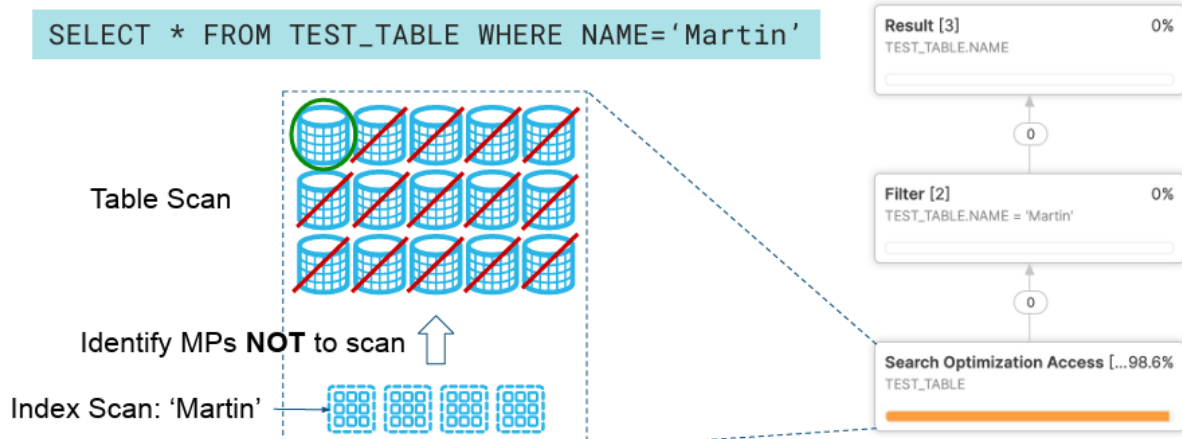 SELECT * FROM TEST_TABLE WHERE NAME=‘Martin’
Table Scan
Identify MPs NOT to scan
Index Scan: ‘Martin’
Result [3] 0%
TEST_TABLE.NAME
0
Filter [2] 0%
TEST_TABLE.NAME = 'Martin'
0
Search Optimization Access [...98.6%
TEST_TABLE